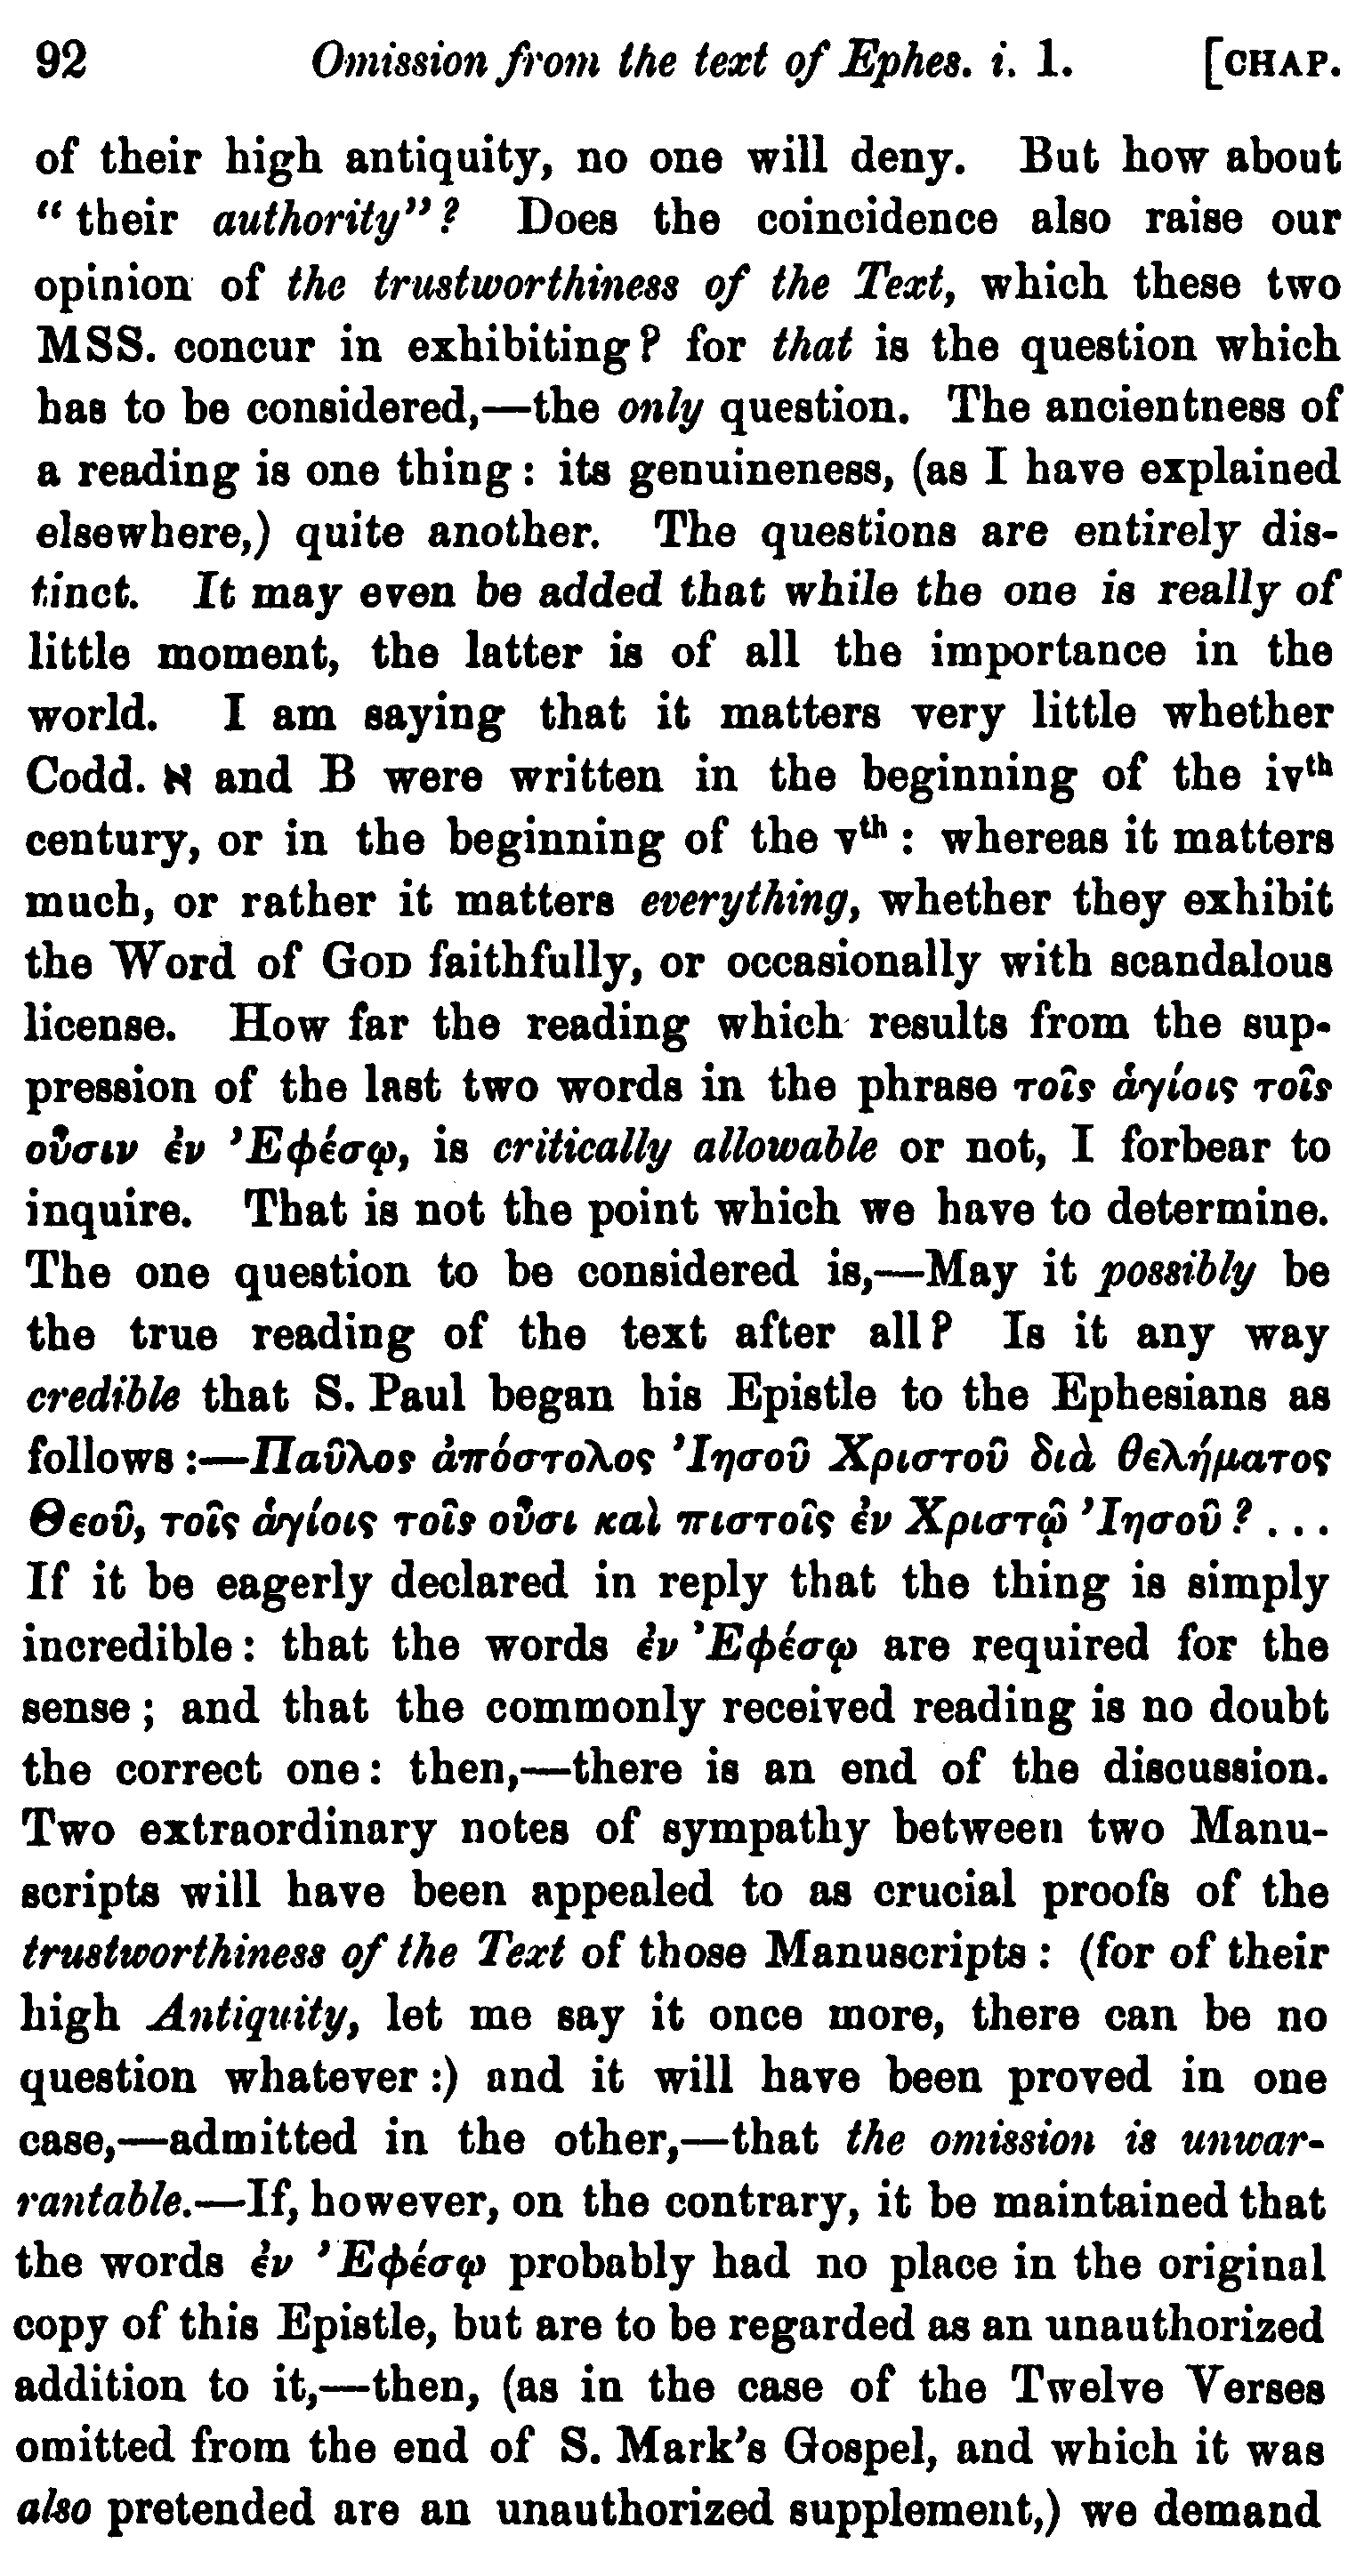 92 Omission from the text of Ephes. i. 1. [CHAP.
of their high antiquity, no one will deny. But how about
“their authority”? Does the coincidence also raise our
opinion of the trustworthiness of the Text, which these two
MSS. concur in exhibiting? for that is the question which
has to be considered,—the only question. The ancientness of
a reading is one thing: its genuineness, (as I have explained
elsewhere,) quite another. The questions are entirely dis-
tinct. It may even be added that while the one is really of
little moment, the latter is of all the importance in the
world. I am saying that it matters very little whether
Codd. א and B were written in the beginning of the ivth
century, or in the beginning of the vth: whereas it matters
much, or rather it matters everything, whether they exhibit
the Word of GOD faithfully, or occasionally with scandalous
license. How far the reading which results from the sup-
pression of the last two words in the phrase τοῖς ἁγίοις τοῖς
οὖσιν ἐν Ἐφέσῳ, is critically allowable or not, I forbear to
inquire. That is not the point which we have to determine.
The one question to be considered is,—May it possibly be
the true reading of the text after all? Is it any way
credible that S. Paul began his Epistle to the Ephesians as
follows:—Παῦλος ἀπόστολος Ἰησοῦ Χριστοῦ διὰ θελήματος
Θεοῦ, τοῖς ἁγίοις τοῖς οὖσι καὶ πιστοῖς ἐν Χριστῷ Ἰησοῦ? ...
If it be eagerly declared in reply that the thing is simply
incredible: that the words ἐν Ἐφέσῳ are required for the
sense; and that the commonly received reading is no doubt
the correct one: then,—there is an end of the discussion.
Two extraordinary notes of sympathy between two Manu-
scripts will have been appealed to as crucial proofs of the
trustworthiness of the Text of those Manuscripts: (for of their
high Antiquity, let me say it once more, there can be no
question whatever:) and it will have been proved in one
case,—admitted in the other,—that the omission is unwar-
rantable.—If, however, on the contrary, it be maintained that
the words ἐν Ἐφέσῳ probably had no place in the original
copy of this Epistle, but are to be regarded as an unauthorized
addition to it,—then, (as in the case of the Twelve Verses
omitted from the end of S. Mark’s Gospel, and which it was
also pretended are an unauthorized supplement,) we demand